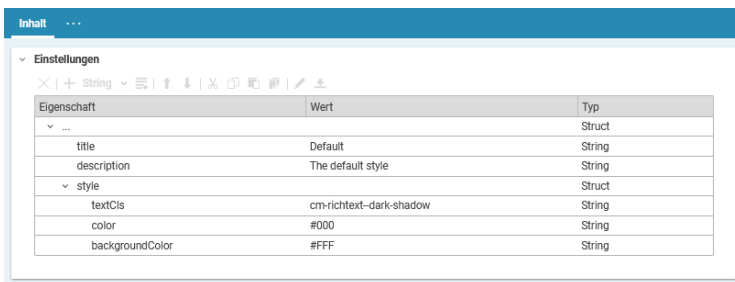 Inhalt ...
Einstellungen
String
Eigenschaft Wert Typ
... Struct
title Default String
description The default style String
style Struct
textCls cm-richtext--dark-shadow String
color #000 String
backgroundColor #FFF String